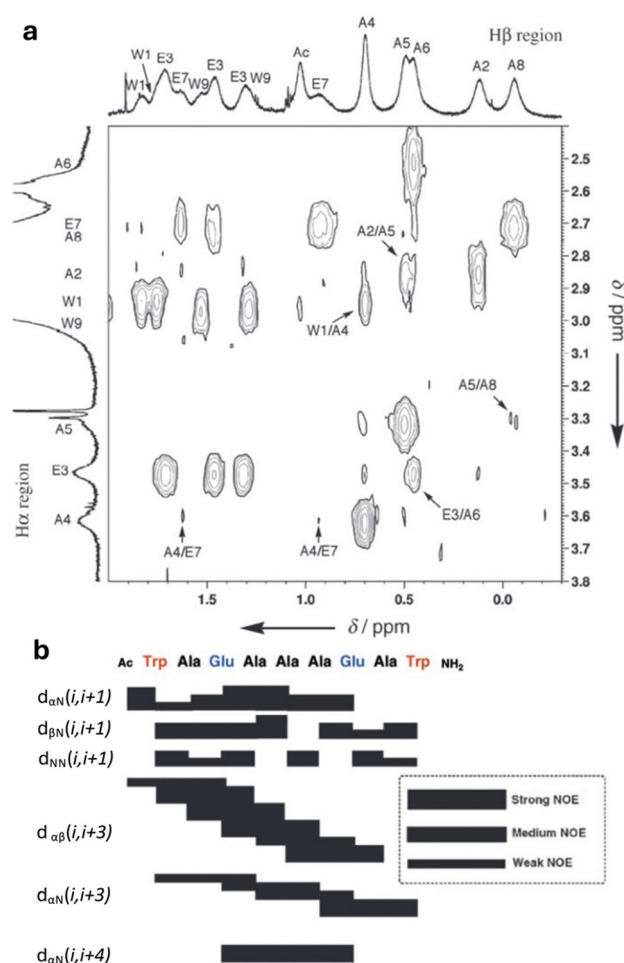 a
Hβ region
W1 W1 E3 E7 W9 E3 E3 W9 Ac E7 A4 A5 A6 A2 A8
A6
E7
A8
A2
W1
W9
A5
E3
A4
Hα region
A2/A5
W1/A4
A5/A8
E3/A6
A4/E7
A4/E7
2.5
2.6
2.7
2.8
2.9
3.0
3.1
3.2
3.3
3.4
3.5
3.6
3.7
3.8
δ / ppm
1.5 1.0 0.5 0.0
δ / ppm
b
Ac Trp Ala Glu Ala Ala Ala Glu Ala Trp NH₂
dαN(i,i+1)
dβN(i,i+1)
dNN(i,i+1)
dαβ(i,i+3)
dαN(i,i+3)
dαN(i,i+4)
Strong NOE
Medium NOE
Weak NOE